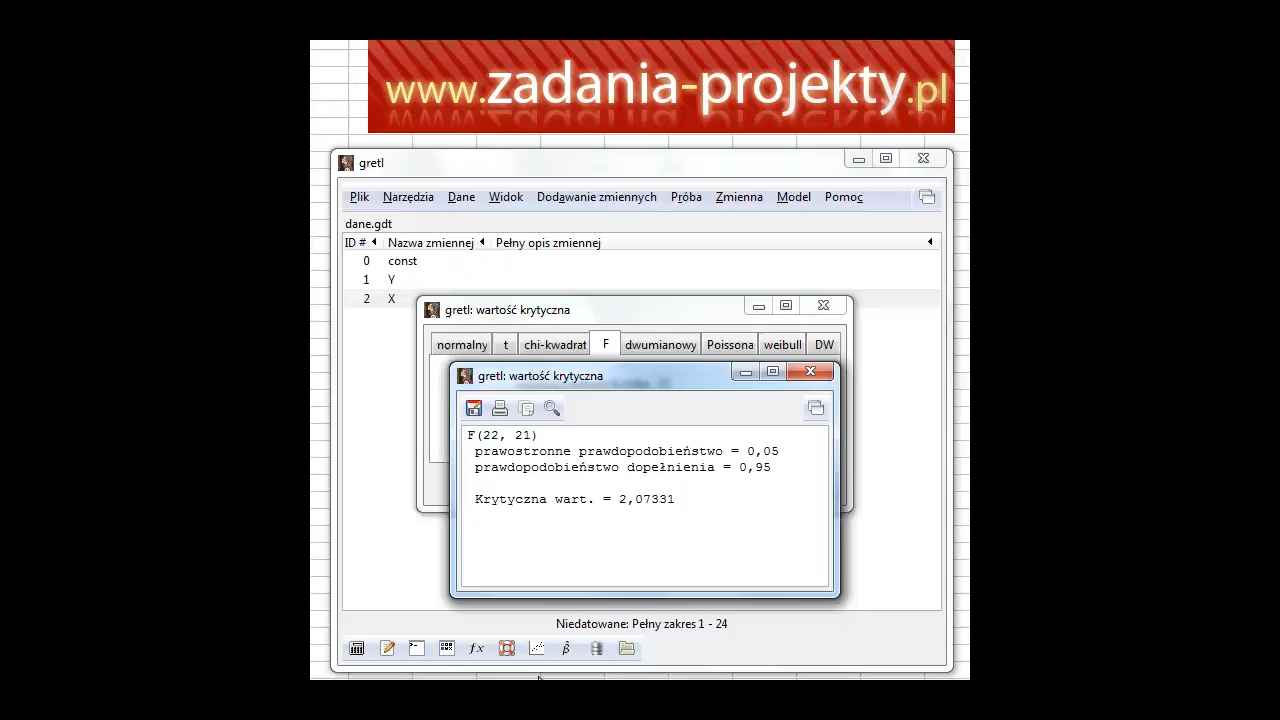 www.zadania-projekty.pl
gretl
Plik Narzędzia Dane Widok Dodawanie zmiennych Próba Zmienna Model Pomoc
dane.gdt
ID # Nazwa zmiennej Pełny opis zmiennej
0 const
1 Y
2 X
gretl: wartość krytyczna
normalny t chi-kwadrat F dwumianowy Poissona weibull DW
gretl: wartość krytyczna
F(22, 21)
prawostronne prawdopodobieństwo = 0,05
prawdopodobieństwo dopełnienia = 0,95
Krytyczna wart. = 2,07331
Niedatowane: Pełny zakres 1 - 24
fx β̂